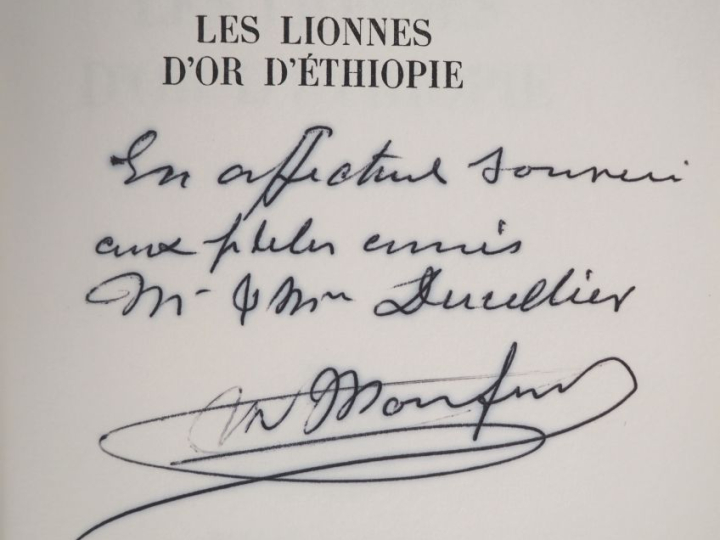 LES LIONNES
D'OR D'ÉTHIOPIE
En affectueux souvenir
aux fidèles amis
Mr & Mme Ducellier
Monfreid